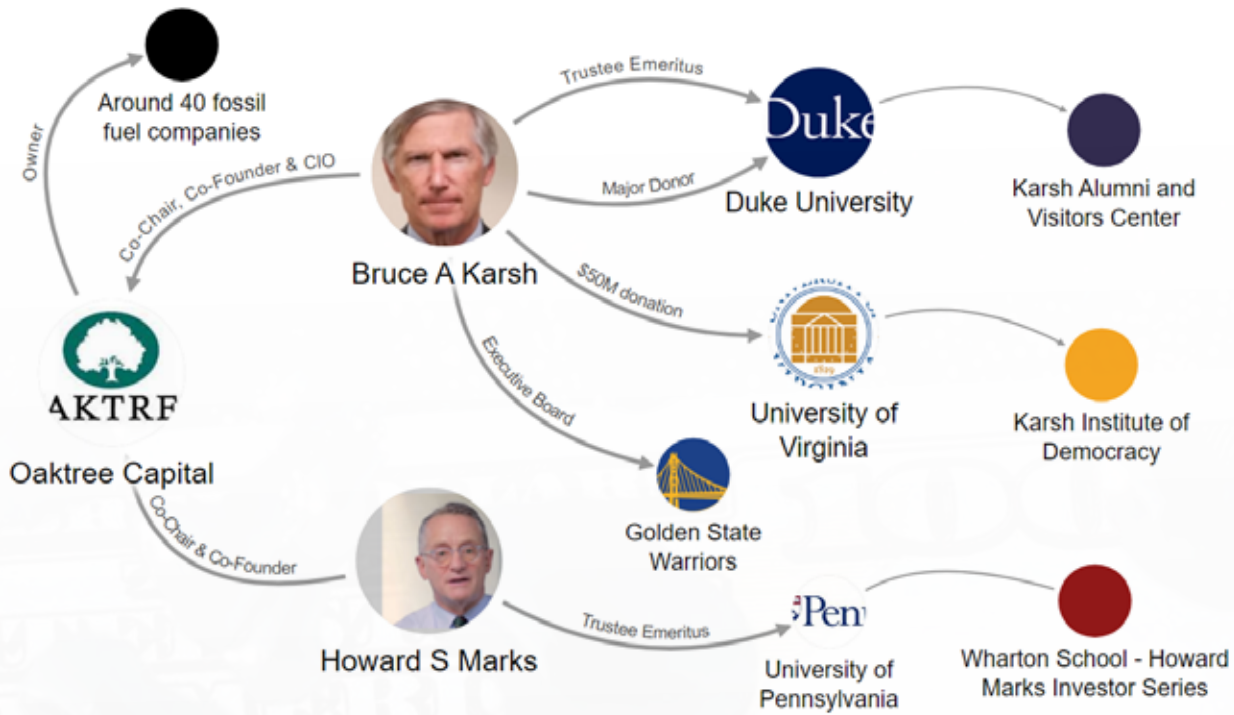 Around 40 fossil
fuel companies
Owner
Co-Chair, Co-Founder & CIO
Trustee Emeritus
Major Donor
Duke
Duke University
Karsh Alumni and
Visitors Center
Bruce A Karsh
$50M donation
1819
University of
Virginia
Karsh Institute of
Democracy
Executive Board
Golden State
Warriors
AKTRE
Oaktree Capital
Co-Chair & Co-Founder
Howard S Marks
Trustee Emeritus
Penn
University of
Pennsylvania
Wharton School - Howard
Marks Investor Series